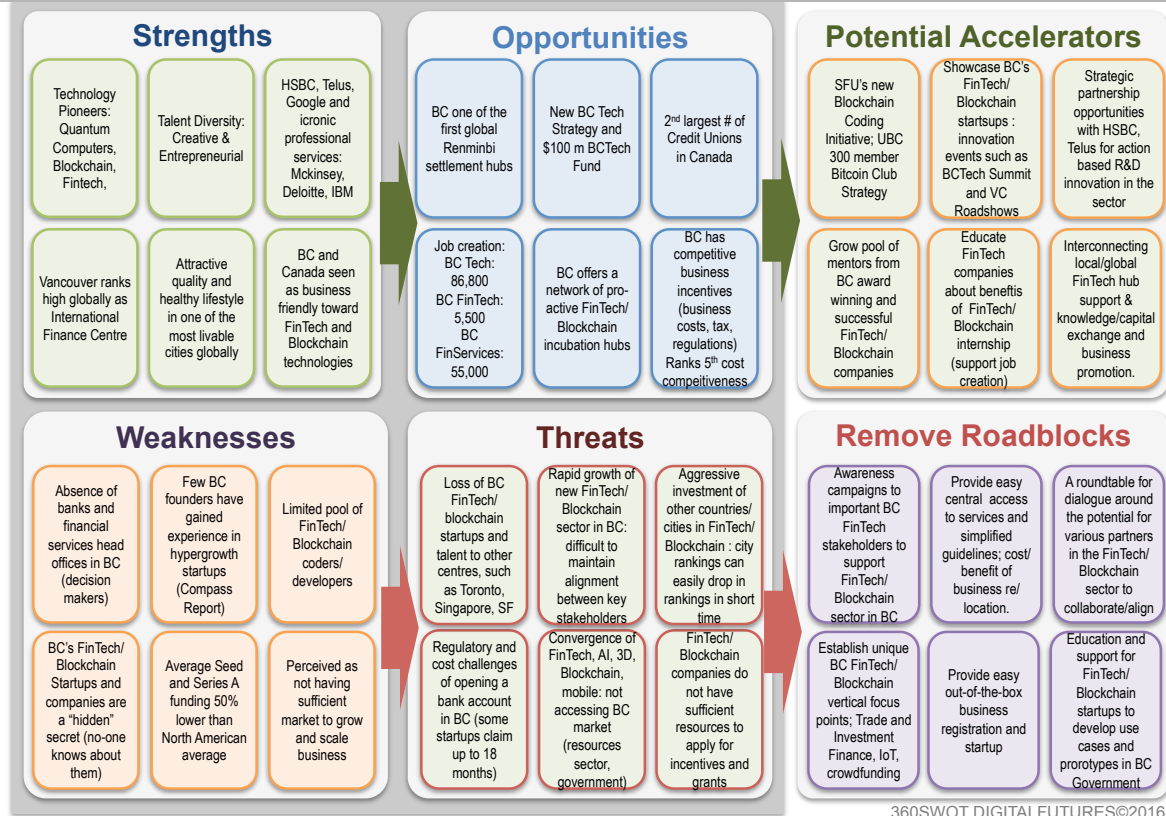 Strengths
Technology
Pioneers:
Quantum
Computers,
Blockchain,
Fintech,
Talent Diversity:
Creative &
Entrepreneurial
HSBC, Telus,
Google and
icronic
professional
services:
Mckinsey,
Deloitte, IBM
Vancouver ranks
high globally as
International
Finance Centre
Attractive
quality and
healthy lifestyle
in one of the
most livable
cities globally
BC and
Canada seen
as business
friendly toward
FinTech and
Blockchain
technologies
Opportunities
BC one of the
first global
Renminbi
settlement hubs
New BC Tech
Strategy and
$100 m BCTech
Fund
2nd largest # of
Credit Unions
in Canada
Job creation:
BC Tech:
86,800
BC FinTech:
5,500
BC
FinServices:
55,000
BC offers a
network of pro-
active FinTech/
Blockchain
incubation hubs
BC has
competitive
business
incentives
(business
costs, tax,
regulations)
Ranks 5th cost
compeitiveness
Potential Accelerators
SFU's new
Blockchain
Coding
Initiative; UBC
300 member
Bitcoin Club
Strategy
Showcase BC's
FinTech/
Blockchain
startsups :
innovation
events such as
BCTech Summit
and VC
Roadshows
Strategic
partnership
opportunities
with HSBC,
Telus for action
based R&D
innovation in the
sector
Grow pool of
mentors from
BC award
winning and
successful
FinTech/
Blockchain
companies
Educate
FinTech
companies
about beneftis
of FinTech/
Blockchain
internship
(support job
creation)
Interconnecting
local/global
FinTech hub
support &
knowledge/capital
exchange and
business
promotion.
Weaknesses
Absence of
banks and
financial
services head
offices in BC
(decision
makers)
Few BC
founders have
gained
experience in
hypergrowth
startups
(Compass
Report)
Limited pool of
FinTech/
Blockchain
coders/
developers
BC's FinTech/
Blockchain
Startups and
companies are
a "hidden"
secret (no-one
knows about
them)
Average Seed
and Series A
funding 50%
lower than
North American
average
Perceived as
not having
sufficient
market to grow
and scale
business
Threats
Loss of BC
FinTech/
blockchain
startups and
talent to other
centres, such
as Toronto,
Singapore, SF
Rapid growth of
new FinTech/
Blockchain
sector in BC:
difficult to
maintain
alignment
between key
stakeholders
Aggressive
investment of
other countries/
cities in FinTech/
Blockchain : city
rankings can
easily drop in
rankings in short
time
Regulatory and
cost challenges
of opening a
bank account
in BC (some
startups claim
up to 18
months)
Convergence of
FinTech, AI, 3D,
Blockchain,
mobile: not
accessing BC
market
(resources
sector,
government)
FinTech/
Blockchain
companies do
not have
sufficient
resources to
apply for
incentives and
grants
Remove Roadblocks
Awareness
campaigns to
important BC
FinTech
stakeholders to
support
FinTech/
Blockchain
sector in BC
Provide easy
central access
to services and
simplified
guidelines; cost/
benefit of
business re/
location.
A roundtable for
dialogue around
the potential for
various partners
in the FinTech/
Blockchain
sector to
collaborate/align
Establish unique
BC FinTech/
Blockchain
vertical focus
points; Trade and
Investment
Finance, IoT,
crowdfunding
Provide easy
out-of-the-box
business
registration and
startup
Education and
support for
FinTech/
Blockchain
startups to
develop use
cases and
prorotypes in BC
Government
360SWOT DIGITALFUTURES©2016